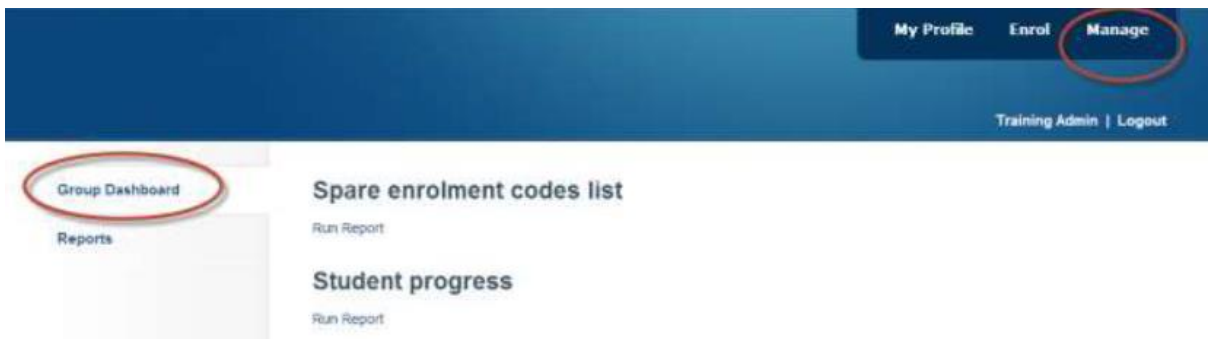 My Profile Enrol Manage
Training Admin | Logout
Group Dashboard
Spare enrolment codes list
Run Report
Reports
Student progress
Run Report